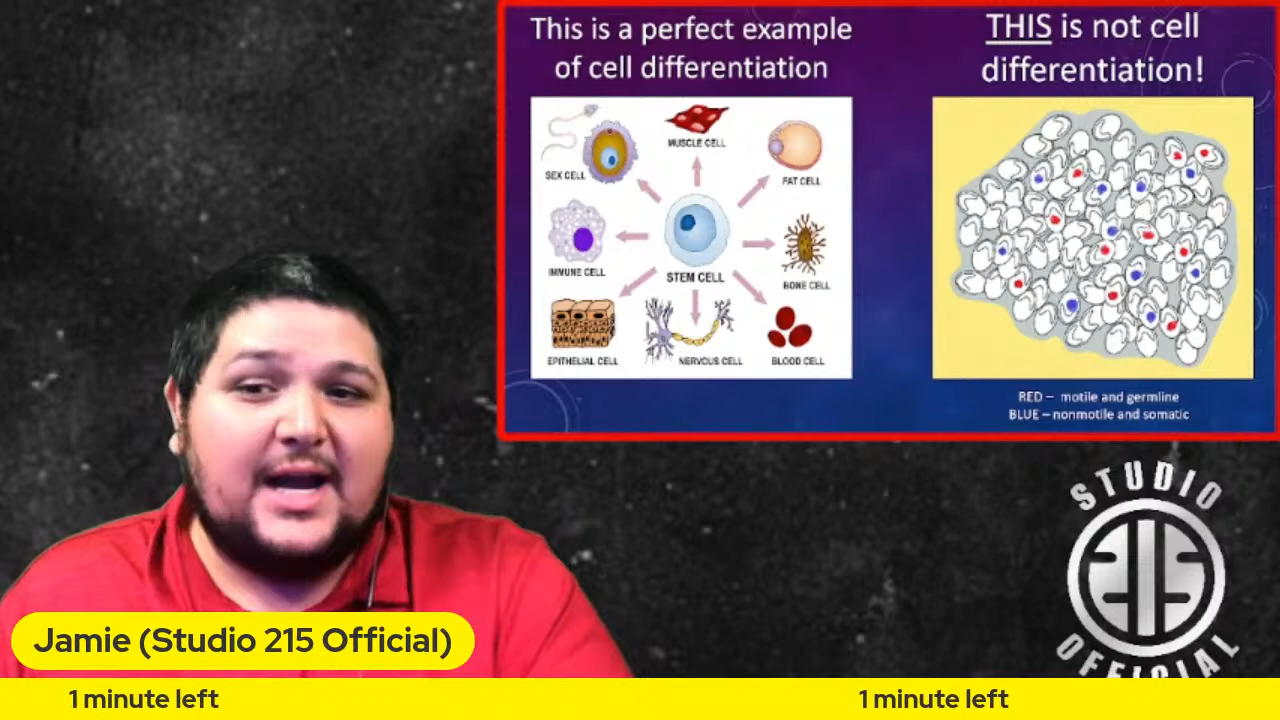 This is a perfect example
of cell differentiation
THIS is not cell
differentiation!
SEX CELL
MUSCLE CELL
FAT CELL
IMMUNE CELL
STEM CELL
BONE CELL
EPITHELIAL CELL
NERVOUS CELL
BLOOD CELL
RED – motile and germline
BLUE – nonmotile and somatic
STUDIO
215
OFFICIAL
Jamie (Studio 215 Official)
1 minute left
1 minute left